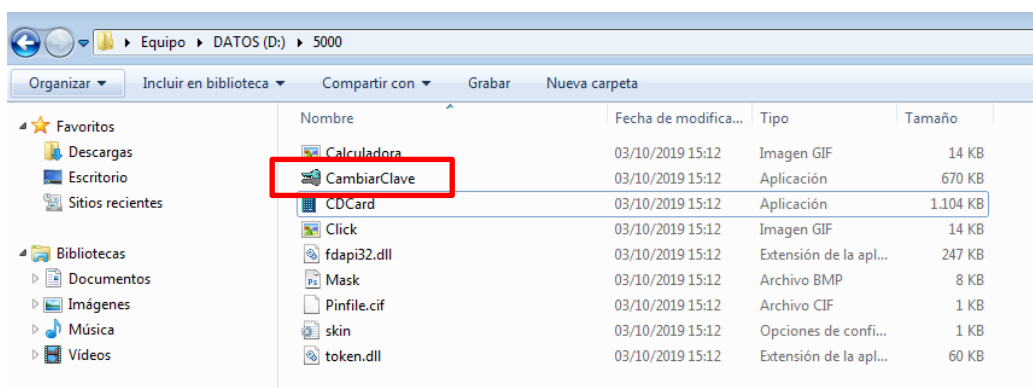 Equipo DATOS (D:) 5000
Organizar Incluir en biblioteca Compartir con Grabar Nueva carpeta
Favoritos
Descargas
Escritorio
Sitios recientes
Bibliotecas
Documentos
Imágenes
Música
Vídeos
Nombre Fecha de modifica... Tipo Tamaño
Calculadora 03/10/2019 15:12 Imagen GIF 14 KB
CambiarClave 03/10/2019 15:12 Aplicación 670 KB
CDCard 03/10/2019 15:12 Aplicación 1.104 KB
Click 03/10/2019 15:12 Imagen GIF 14 KB
fdapi32.dll 03/10/2019 15:12 Extensión de la apl... 247 KB
Mask 03/10/2019 15:12 Archivo BMP 8 KB
Pinfile.cif 03/10/2019 15:12 Archivo CIF 1 KB
skin 03/10/2019 15:12 Opciones de confi... 1 KB
token.dll 03/10/2019 15:12 Extensión de la apl... 60 KB